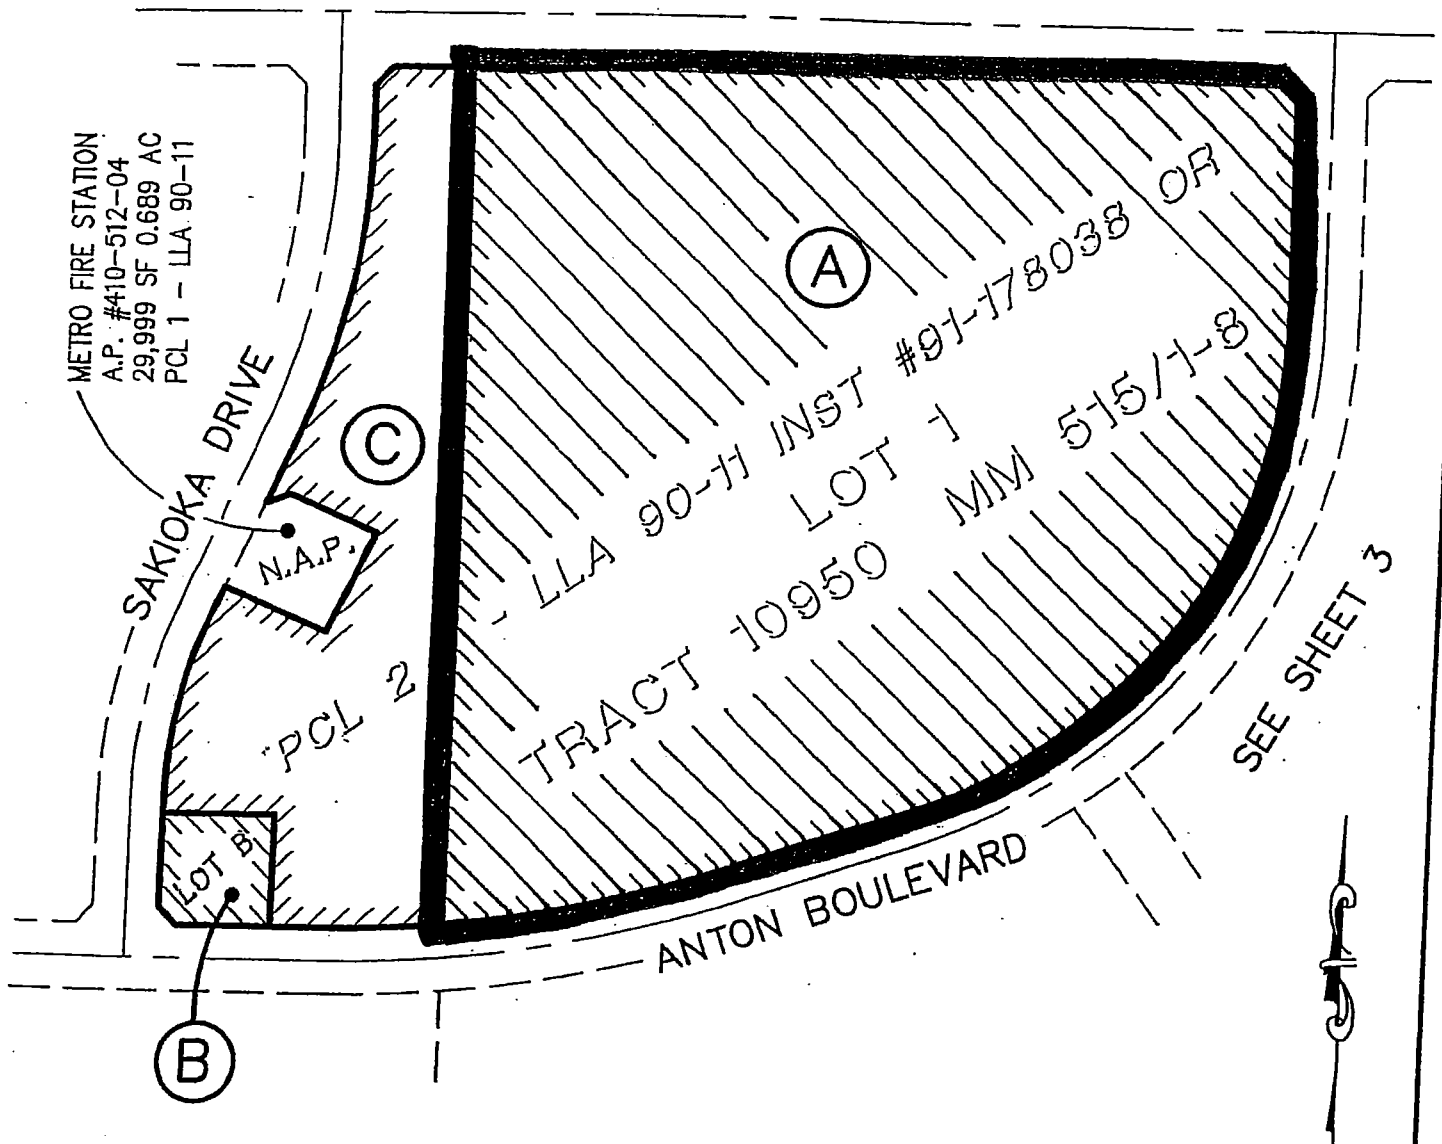 METRO FIRE STATION
A.P. #410-512-04
29,999 SF 0.689 AC
PCL 1 - LLA 90-11
SAKIOKA DRIVE
A
C
N.A.P.
LLA 90-11 INST #91-178038 OR
LOT 1
TRACT 10950 MM 515/1-8
PCL 2
LOT B
B
ANTON BOULEVARD
SEE SHEET 3